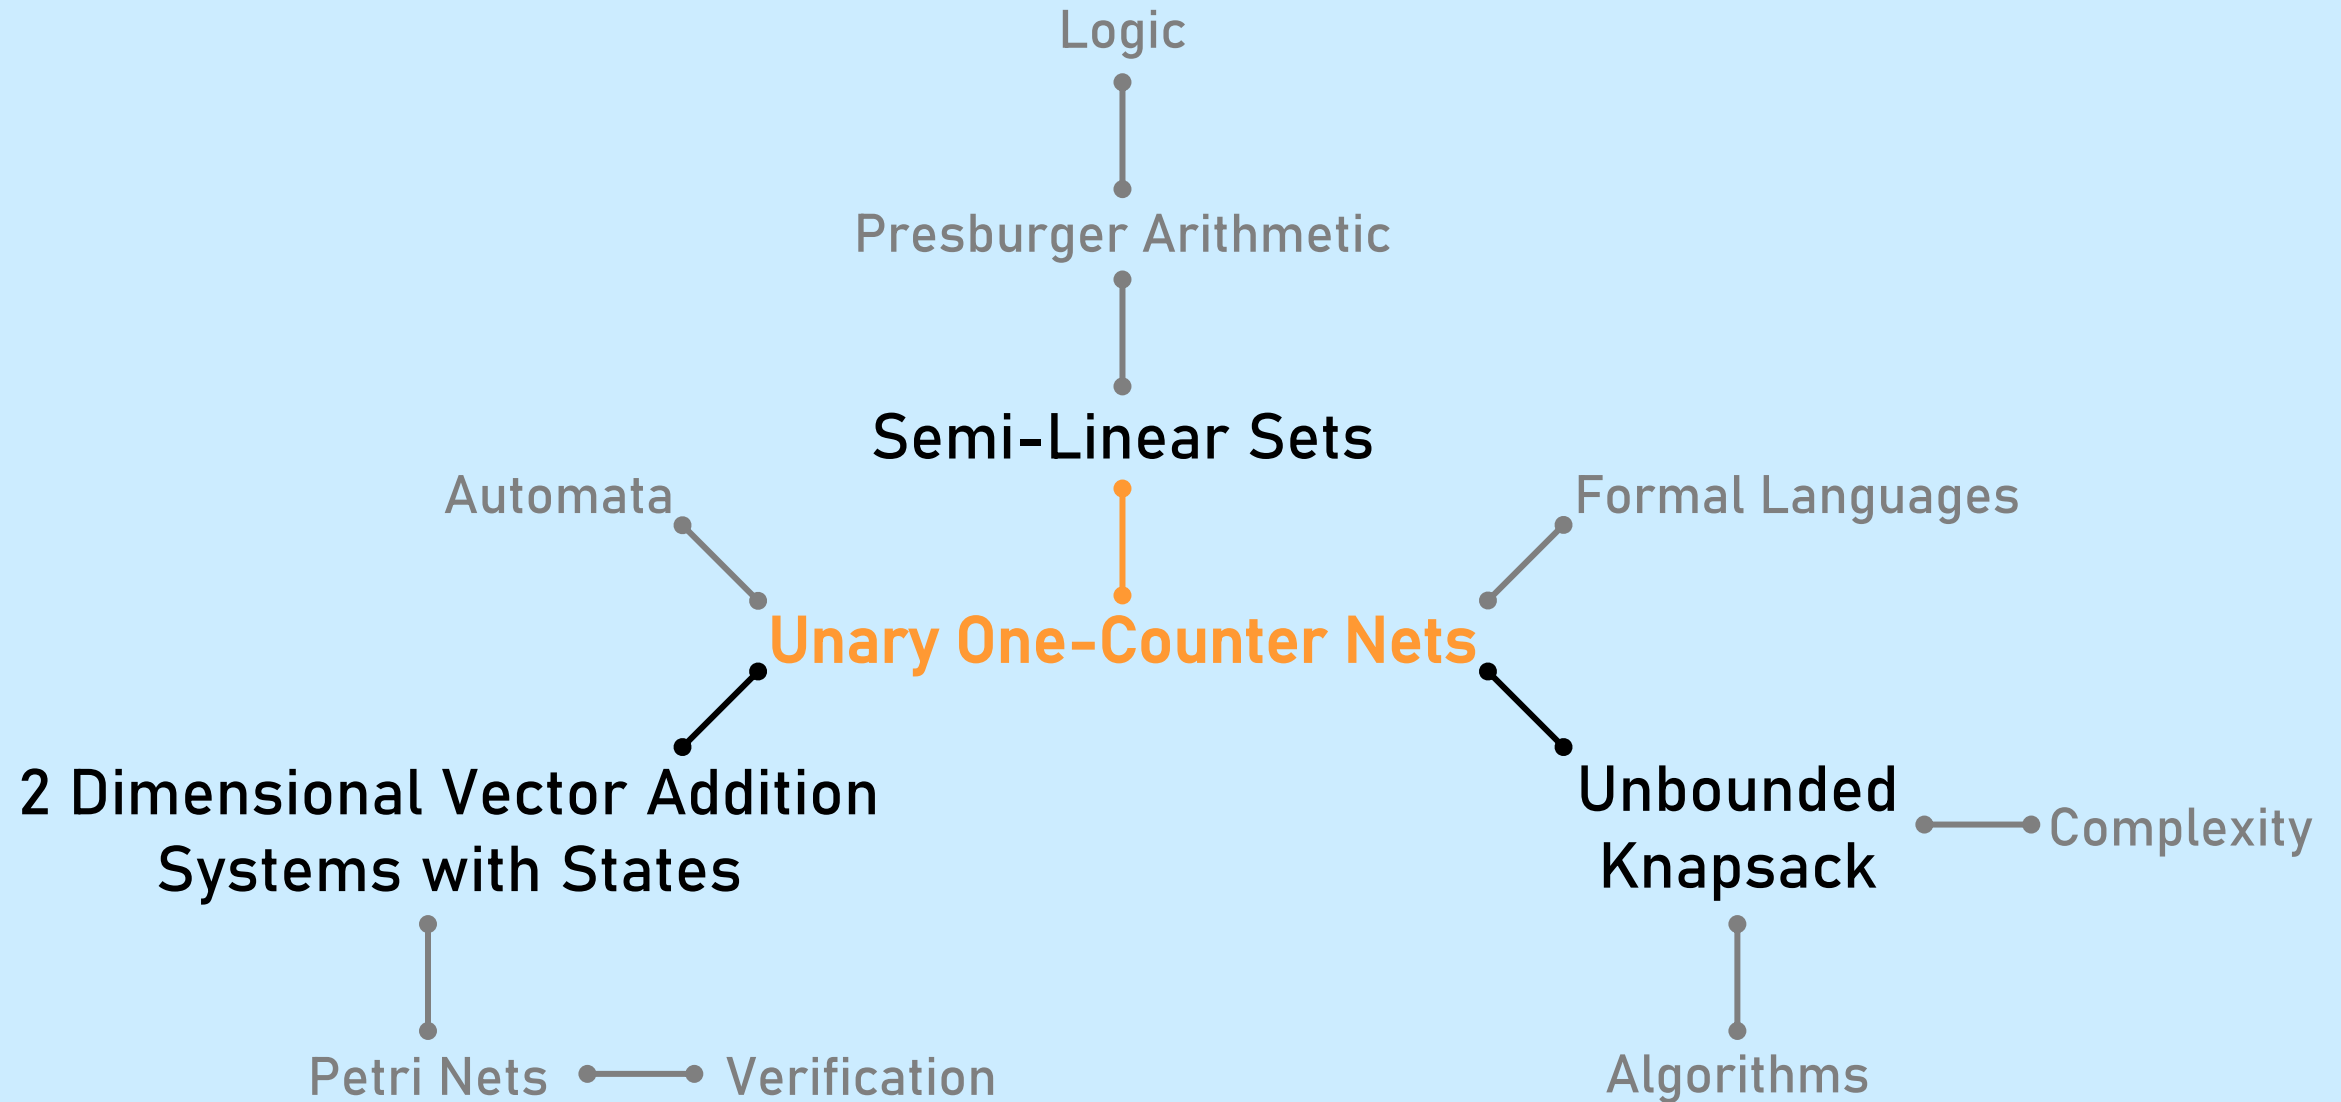 Logic
Presburger Arithmetic
Semi-Linear Sets
Automata
Formal Languages
Unary One-Counter Nets
2 Dimensional Vector Addition
Systems with States
Unbounded
Knapsack
Complexity
Petri Nets
Verification
Algorithms